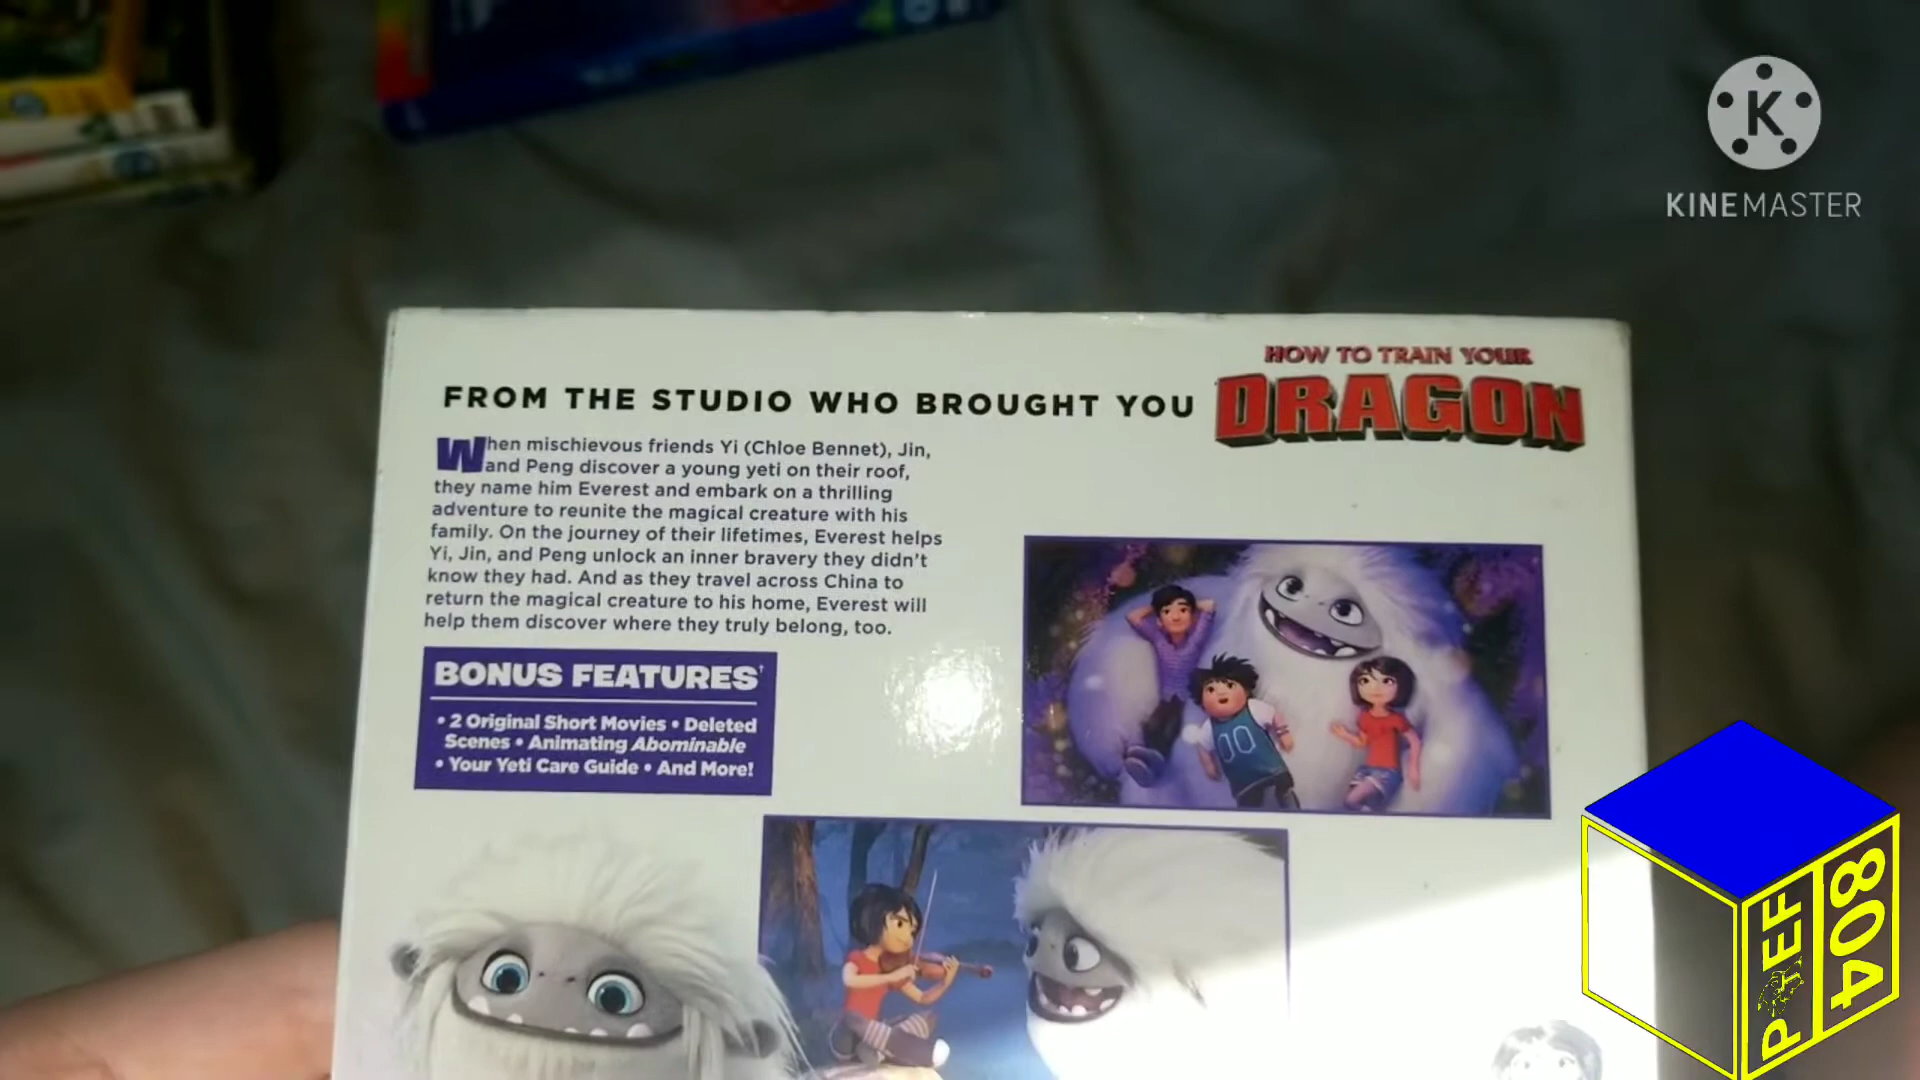 K
KINEMASTER
HOW TO TRAIN YOUR
FROM THE STUDIO WHO BROUGHT YOU DRAGON
When mischievous friends Yi (Chloe Bennet), Jin,
and Peng discover a young yeti on their roof,
they name him Everest and embark on a thrilling
adventure to reunite the magical creature with his
family. On the journey of their lifetimes, Everest helps
Yi, Jin, and Peng unlock an inner bravery they didn't
know they had. And as they travel across China to
return the magical creature to his home, Everest will
help them discover where they truly belong, too.
BONUS FEATURES†
• 2 Original Short Movies • Deleted
Scenes • Animating Abominable
• Your Yeti Care Guide • And More!
00
804